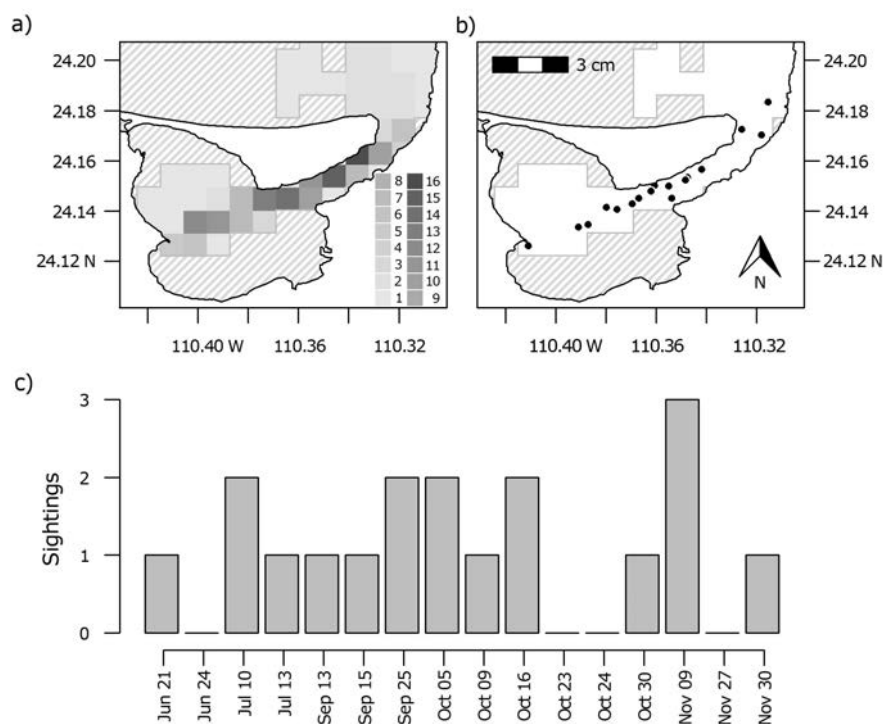 a)
24.20
24.18
24.16
24.14
24.12 N
8 16
7 15
6 14
5 13
4 12
3 11
2 10
1 9
110.40 W
110.36
110.32
b)
3 cm
N
24.20
24.18
24.16
24.14
24.12 N
110.40 W
110.36
110.32
c)
Sightings
3
2
1
0
Jun 21
Jun 24
Jul 10
Jul 13
Sep 13
Sep 15
Sep 25
Oct 05
Oct 09
Oct 16
Oct 23
Oct 24
Oct 30
Nov 09
Nov 27
Nov 30